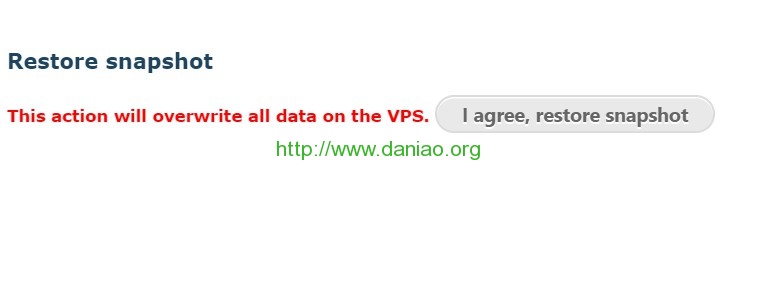 Restore snapshot
This action will overwrite all data on the VPS. I agree, restore snapshot
http://www.daniao.org